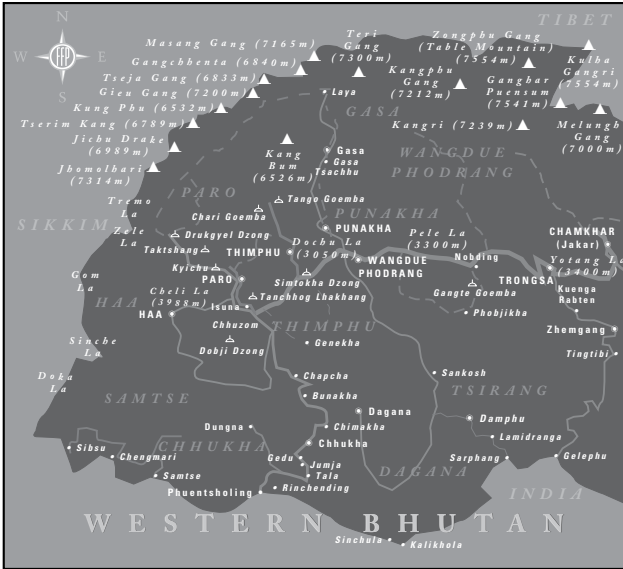 N
W
E
S
EFP
TIBET
Masang Gang (7165m)
Gangchhenta (6840m)
Tseja Gang (6833m)
Gieu Gang (7200m)
Kung Phu (6532m)
Tserim Kang (6789m)
Jichu Drake
(6989m)
Jhomolhari
(7314m)
Teri
Gang
(7300m)
Zongphu Gang
(Table Mountain)
(7554m)
Kangphu
Gang
(7212m)
Ganghar
Puensum
(7541m)
Kulha
Gangri
(7554m)
Melunghi
Gang
(7000m)
Kangri (7239m)
Laya
GASA
Kang
Bum
(6526m)
Gasa
Gasa
Tsachhu
WANGDUE
PHODRANG
PARO
Tremo
La
Tango Goemba
Chari Goemba
PUNAKHA
SIKKIM
Zele
La
Drukgyel Dzong
Taktshang
THIMPHU
Dochu La
(3050m)
PUNAKHA
Pele La
(3300m)
CHAMKHAR
(Jakar)
Kyichu
WANGDUE
PHODRANG
Nobding
Yotang La
(3400m)
Gom
La
PARO
Simtokha Dzong
TRONGSA
Cheli La
(3988m)
Tanchhog Lhakhang
Gangte Goemba
Kuenga
Rabten
HAA
HAA
Isuna
Phobjikha
Chhuzom
THIMPHU
Zhemgang
Sinche
La
Dobji Dzong
Genekha
Tingtibi
Doka
La
Chapcha
Sankosh
TSIRANG
SAMTSE
Bunakha
Dagana
Damphu
Dungna
Chimakha
CHHUKHA
Chhukha
Lamidranga
Sibsu
Chengmari
Gedu
Jumja
Tala
DAGANA
Sarphang
Gelephu
Samtse
Rinchending
Phuentsholing
INDIA
WESTERN BHUTAN
Sinchula
Kalikhola